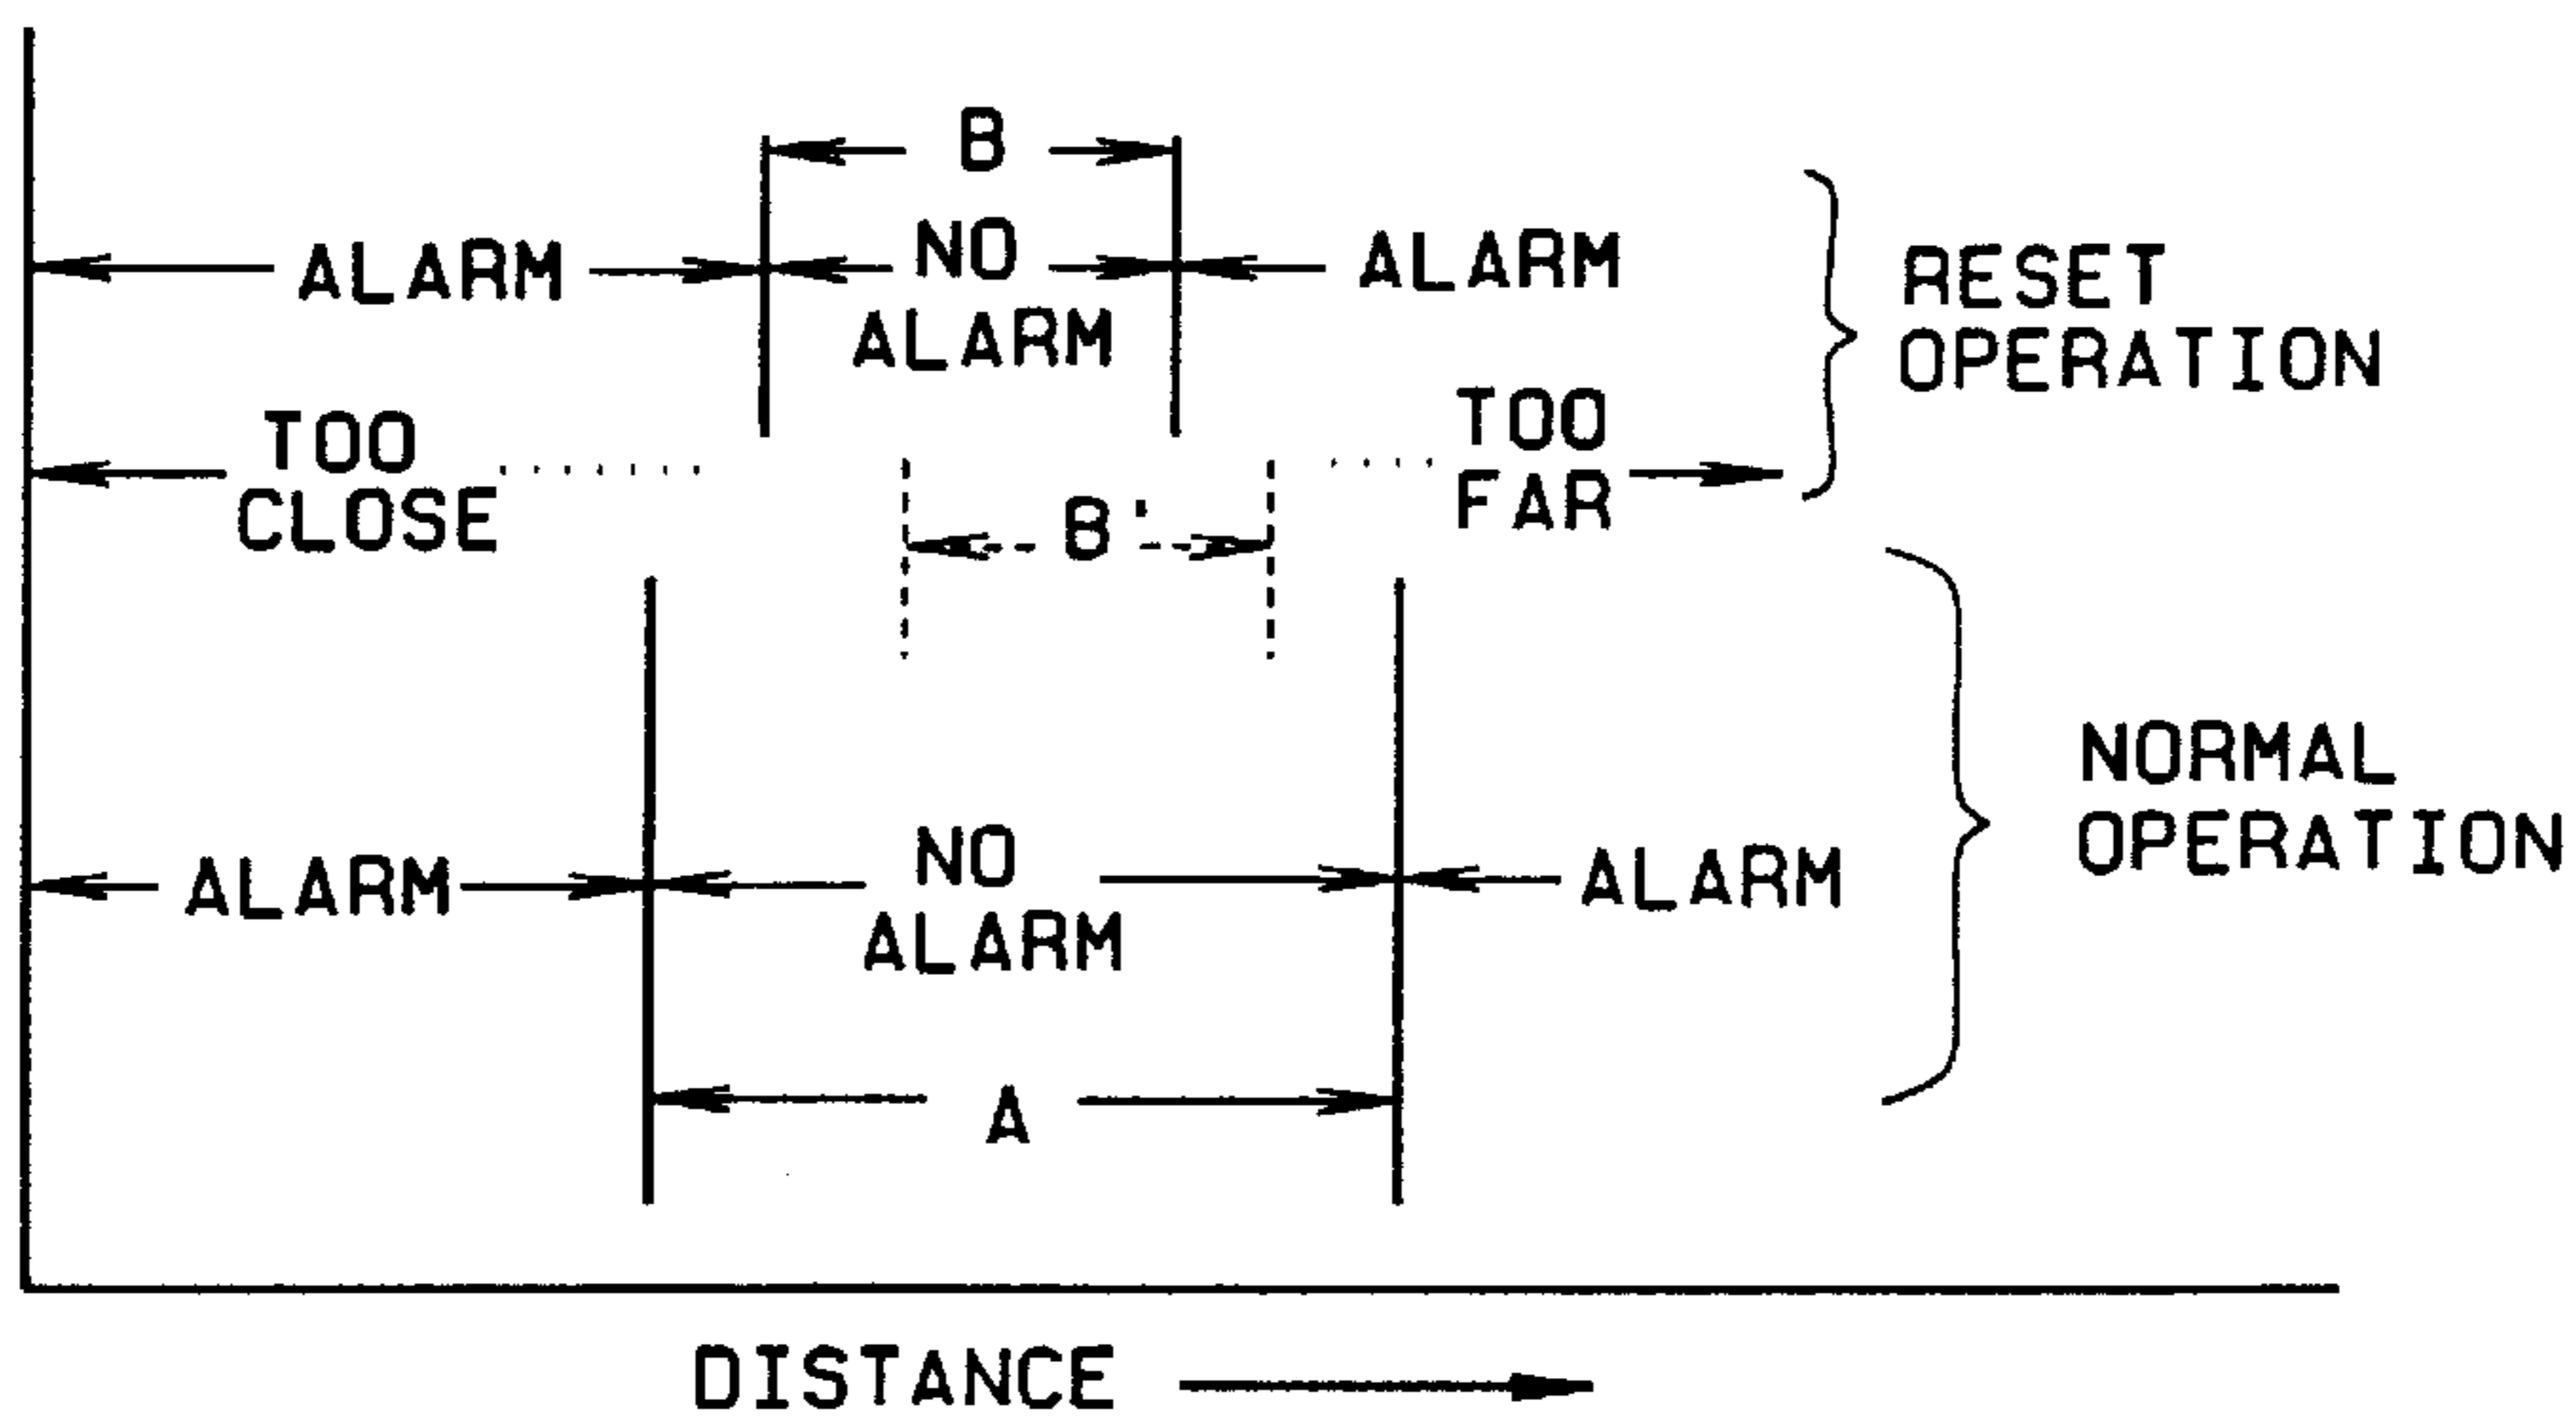 B
ALARM
NO
ALARM
ALARM
RESET
OPERATION
TOO
CLOSE
TOO
FAR
B'
NORMAL
OPERATION
ALARM
NO
ALARM
ALARM
A
DISTANCE